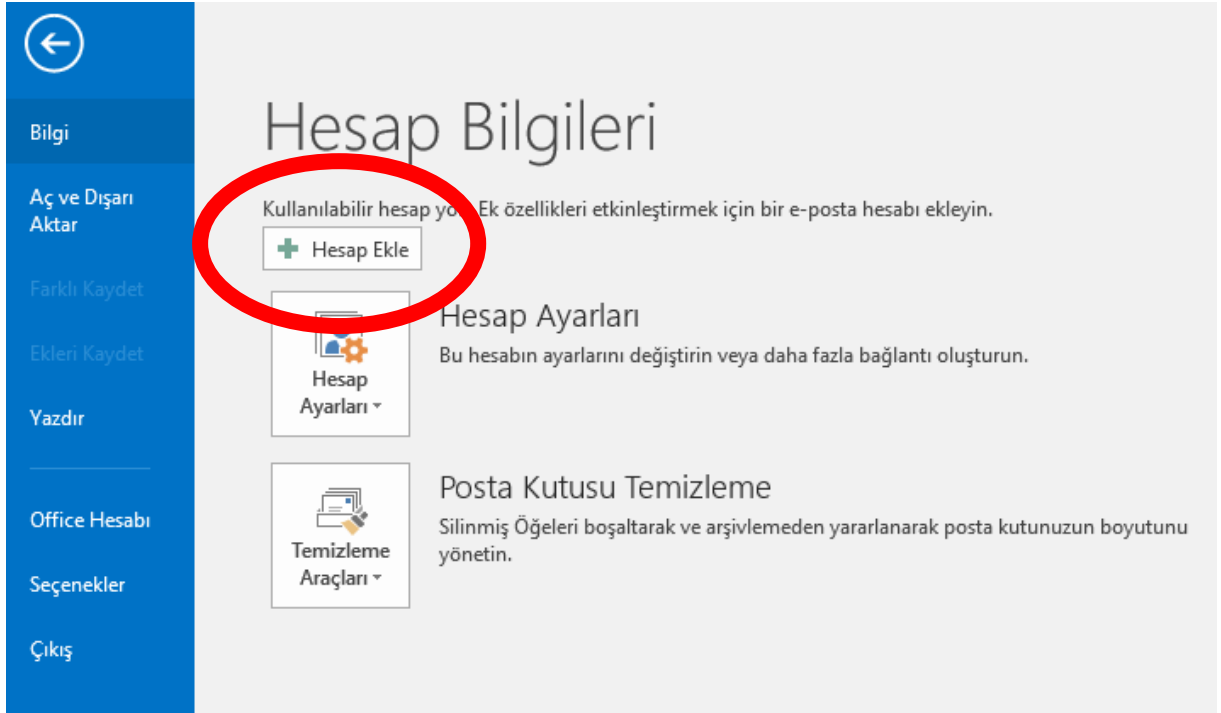 Bilgi
Aç ve Dışarı
Aktar
Farklı Kaydet
Ekleri Kaydet
Yazdır
Office Hesabı
Seçenekler
Çıkış
Hesap Bilgileri
Kullanılabilir hesap Ek özellikleri etkinleştirmek için bir e-posta hesabı ekleyin.
Hesap Ekle
Hesap
Ayarları
Hesap Ayarları
Bu hesabın ayarlarını değiştirin veya daha fazla bağlantı oluşturun.
Temizleme
Araçları
Posta Kutusu Temizleme
Silinmiş Öğeleri boşaltarak ve arşivlemeden yararlanarak posta kutunuzun boyutunu
yönetin.